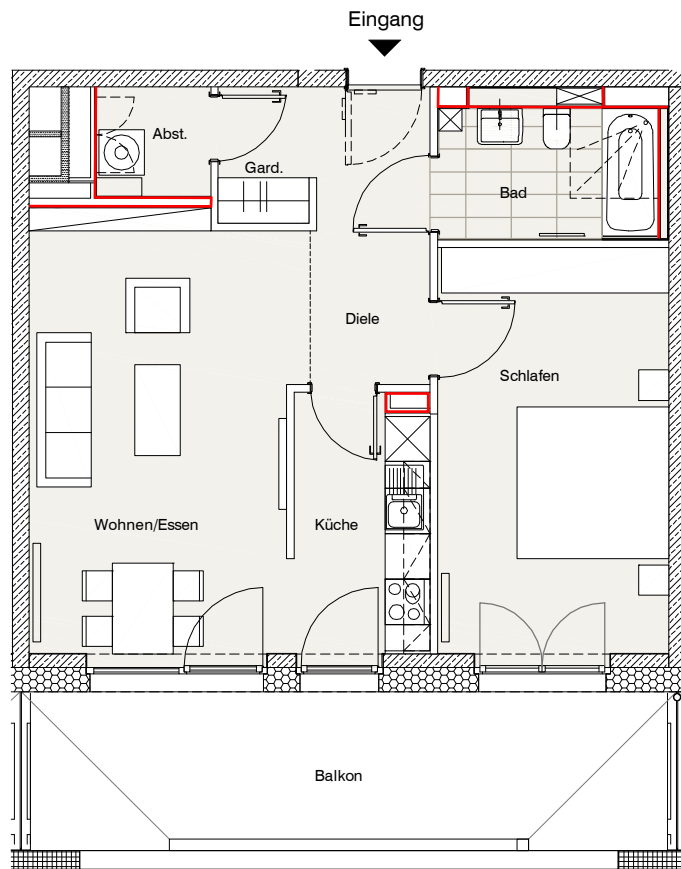 Eingang
Abst.
Gard.
Bad
Diele
Schlafen
Wohnen/Essen
Küche
Balkon